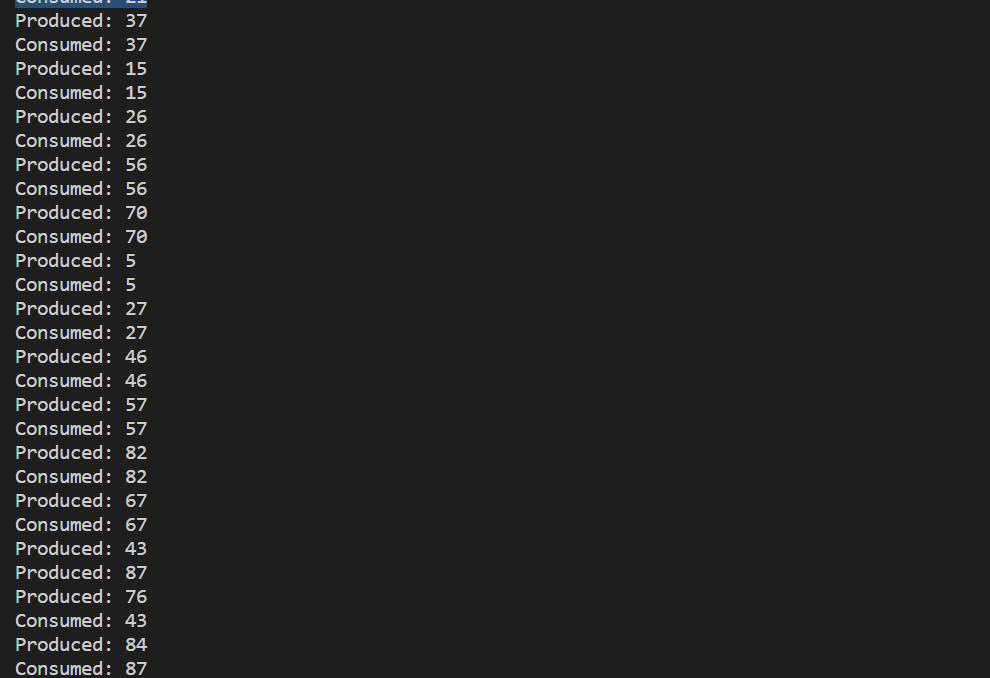 Consumed: 21
Produced: 37
Consumed: 37
Produced: 15
Consumed: 15
Produced: 26
Consumed: 26
Produced: 56
Consumed: 56
Produced: 70
Consumed: 70
Produced: 5
Consumed: 5
Produced: 27
Consumed: 27
Produced: 46
Consumed: 46
Produced: 57
Consumed: 57
Produced: 82
Consumed: 82
Produced: 67
Consumed: 67
Produced: 43
Produced: 87
Produced: 76
Consumed: 43
Produced: 84
Consumed: 87